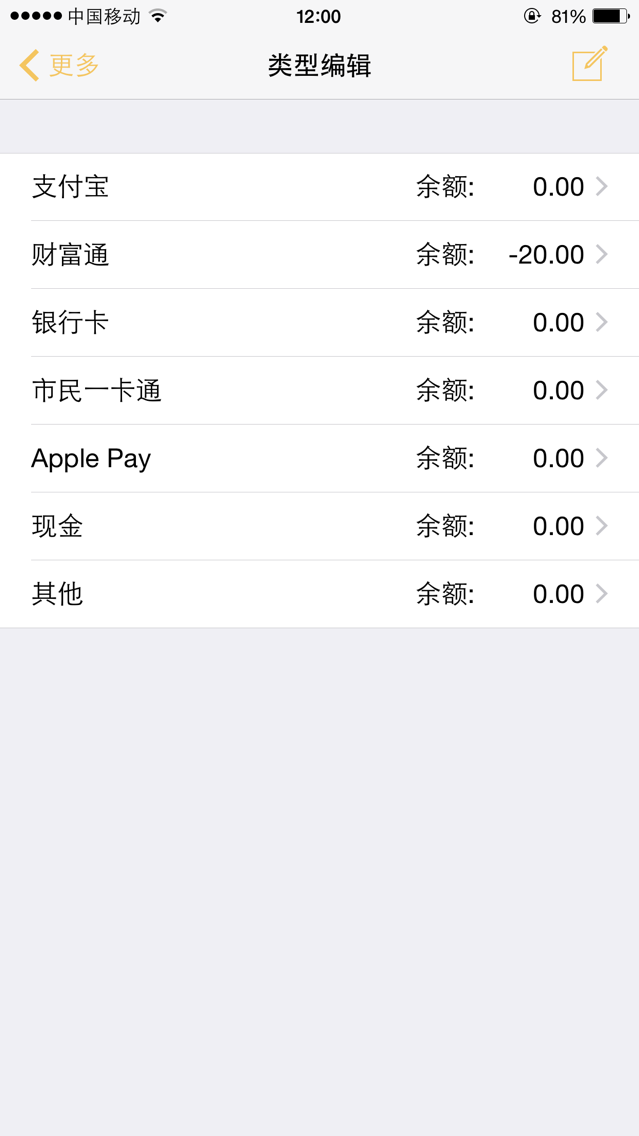 中国移动 12:00 81%
更多 类型编辑
支付宝 余额: 0.00
财富通 余额: -20.00
银行卡 余额: 0.00
市民一卡通 余额: 0.00
Apple Pay 余额: 0.00
现金 余额: 0.00
其他 余额: 0.00